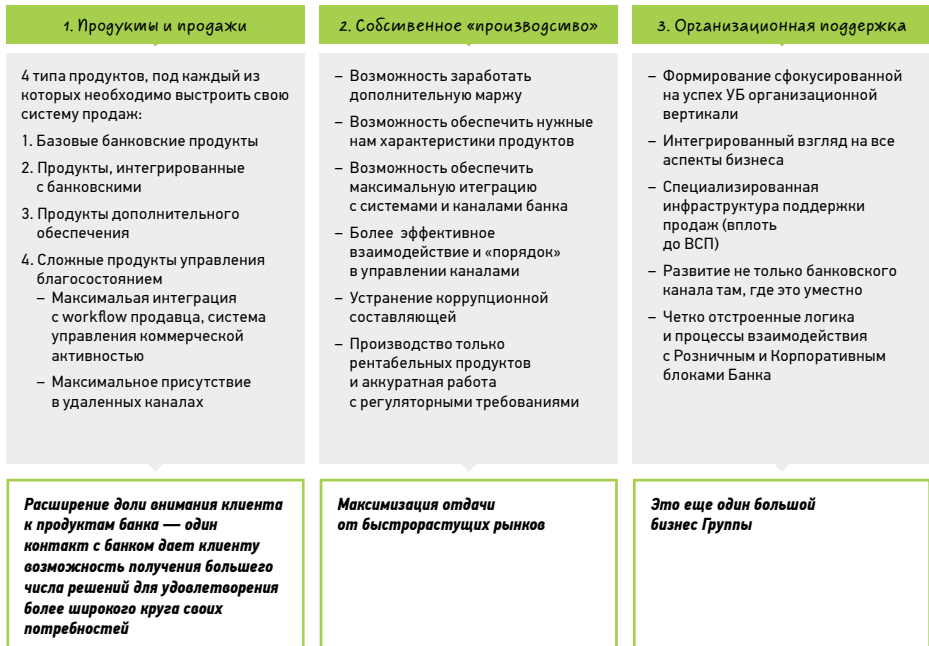 1. Продукты и продажи
4 типа продуктов, под каждый из
которых необходимо выстроить свою
систему продаж:
1. Базовые банковские продукты
2. Продукты, интегрированные
с банковскими
3. Продукты дополнительного
обеспечения
4. Сложные продукты управления
благосостоянием
– Максимальая интеграция
с workflow продавца, система
управления коммерческой
активностью
– Максимальное присутствие
в удаленных каналах
Расширение доли внимания клиента
к продуктам банка — один
контакт с банком дает клиенту
возможность получения большего
числа решений для удовлетворения
более широкого круга своих
потребностей
2. Собственное «производство»
– Возможность заработать
дополнительную маржу
– Возможность обеспечить нужные
нам характеристики продуктов
– Возможность обеспечить
максимальную итеграцию
с системами и каналами банка
– Более эффективное
взаимодействие и «порядок»
в управлении каналами
– Устранение коррупционной
составляющей
– Производство только
рентабельных продуктов
и аккуратная работа
с регуляторными требованиями
Максимизация отдачи
от быстрорастущих рынков
3. Организационная поддержка
– Формирование сфокусированной
на успех УБ организационной
вертикали
– Интегрированный взгляд на все
аспекты бизнеса
– Специализированная
инфраструктура поддержки
продаж (вплоть
до ВСП)
– Развитие не только банковского
канала там, где это уместно
– Четко отстроенные логика
и процессы взаимодействия
с Розничным и Корпоративным
блоками Банка
Это еще один большой
бизнес Группы